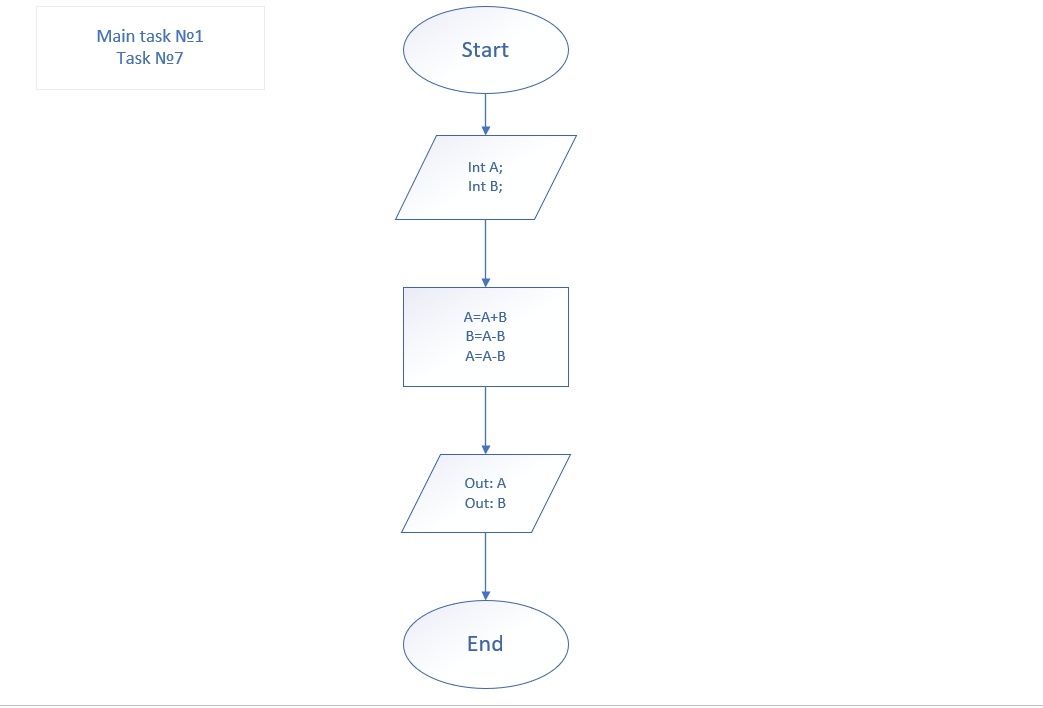 Main task №1
Task №7
Start
Int A;
Int B;
A=A+B
B=A-B
A=A-B
Out: A
Out: B
End